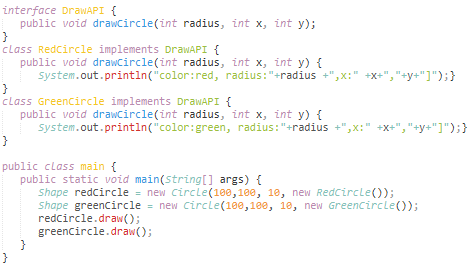 interface DrawAPI {
public void drawCircle(int radius, int x, int y);
}
class RedCircle implements DrawAPI {
public void drawCircle(int radius, int x, int y) {
System.out.println("color:red, radius:"+radius +",x:" +x+","+y+"]");}
}
class GreenCircle implements DrawAPI {
public void drawCircle(int radius, int x, int y) {
System.out.println("color:green, radius:"+radius +",x:" +x+","+y+"]");}
}
public class main {
public static void main(String[] args) {
Shape redCircle = new Circle(100,100, 10, new RedCircle());
Shape greenCircle = new Circle(100,100, 10, new GreenCircle());
redCircle.draw();
greenCircle.draw();
}
}